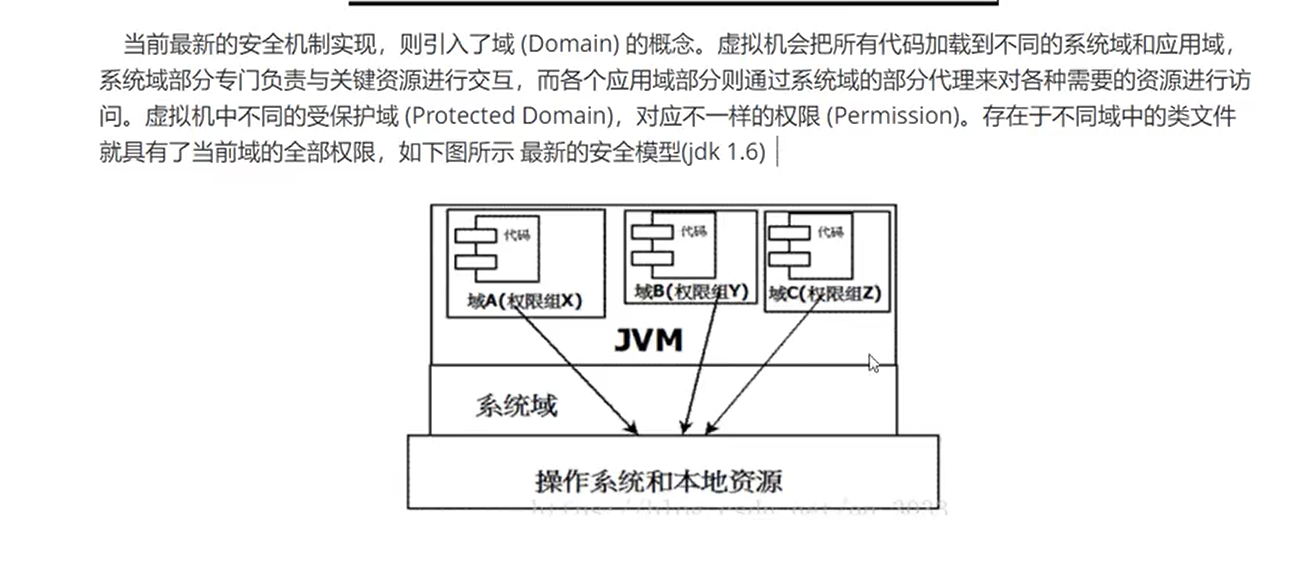 当前最新的安全机制实现，则引入了域 (Domain) 的概念。虚拟机会把所有代码加载到不同的系统域和应用域，
系统域部分专门负责与关键资源进行交互，而各个应用域部分则通过系统域的部分代理来对各种需要的资源进行访
问。虚拟机中不同的受保护域 (Protected Domain)，对应不一样的权限 (Permission)。存在于不同域中的类文件
就具有了当前域的全部权限，如下图所示 最新的安全模型(jdk 1.6)
代码
代码
代码
域A(权限组X)
域B(权限组Y)
域C(权限组Z)
JVM
系统域
操作系统和本地资源